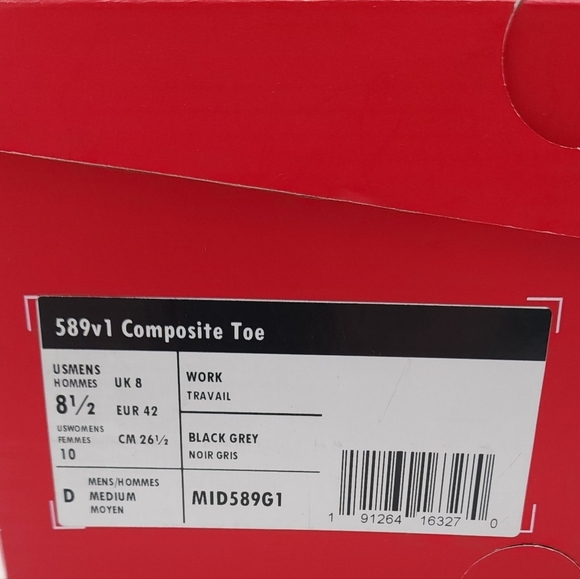 589v1 Composite Toe
USMENS
HOMMES
8½
USWOMENS
FEMMES
10
UK 8
EUR 42
CM 26½
WORK
TRAVAIL
BLACK GREY
NOIR GRIS
D
MENS/HOMMES
MEDIUM
MOYEN
MID589G1
1 91264 16327 0